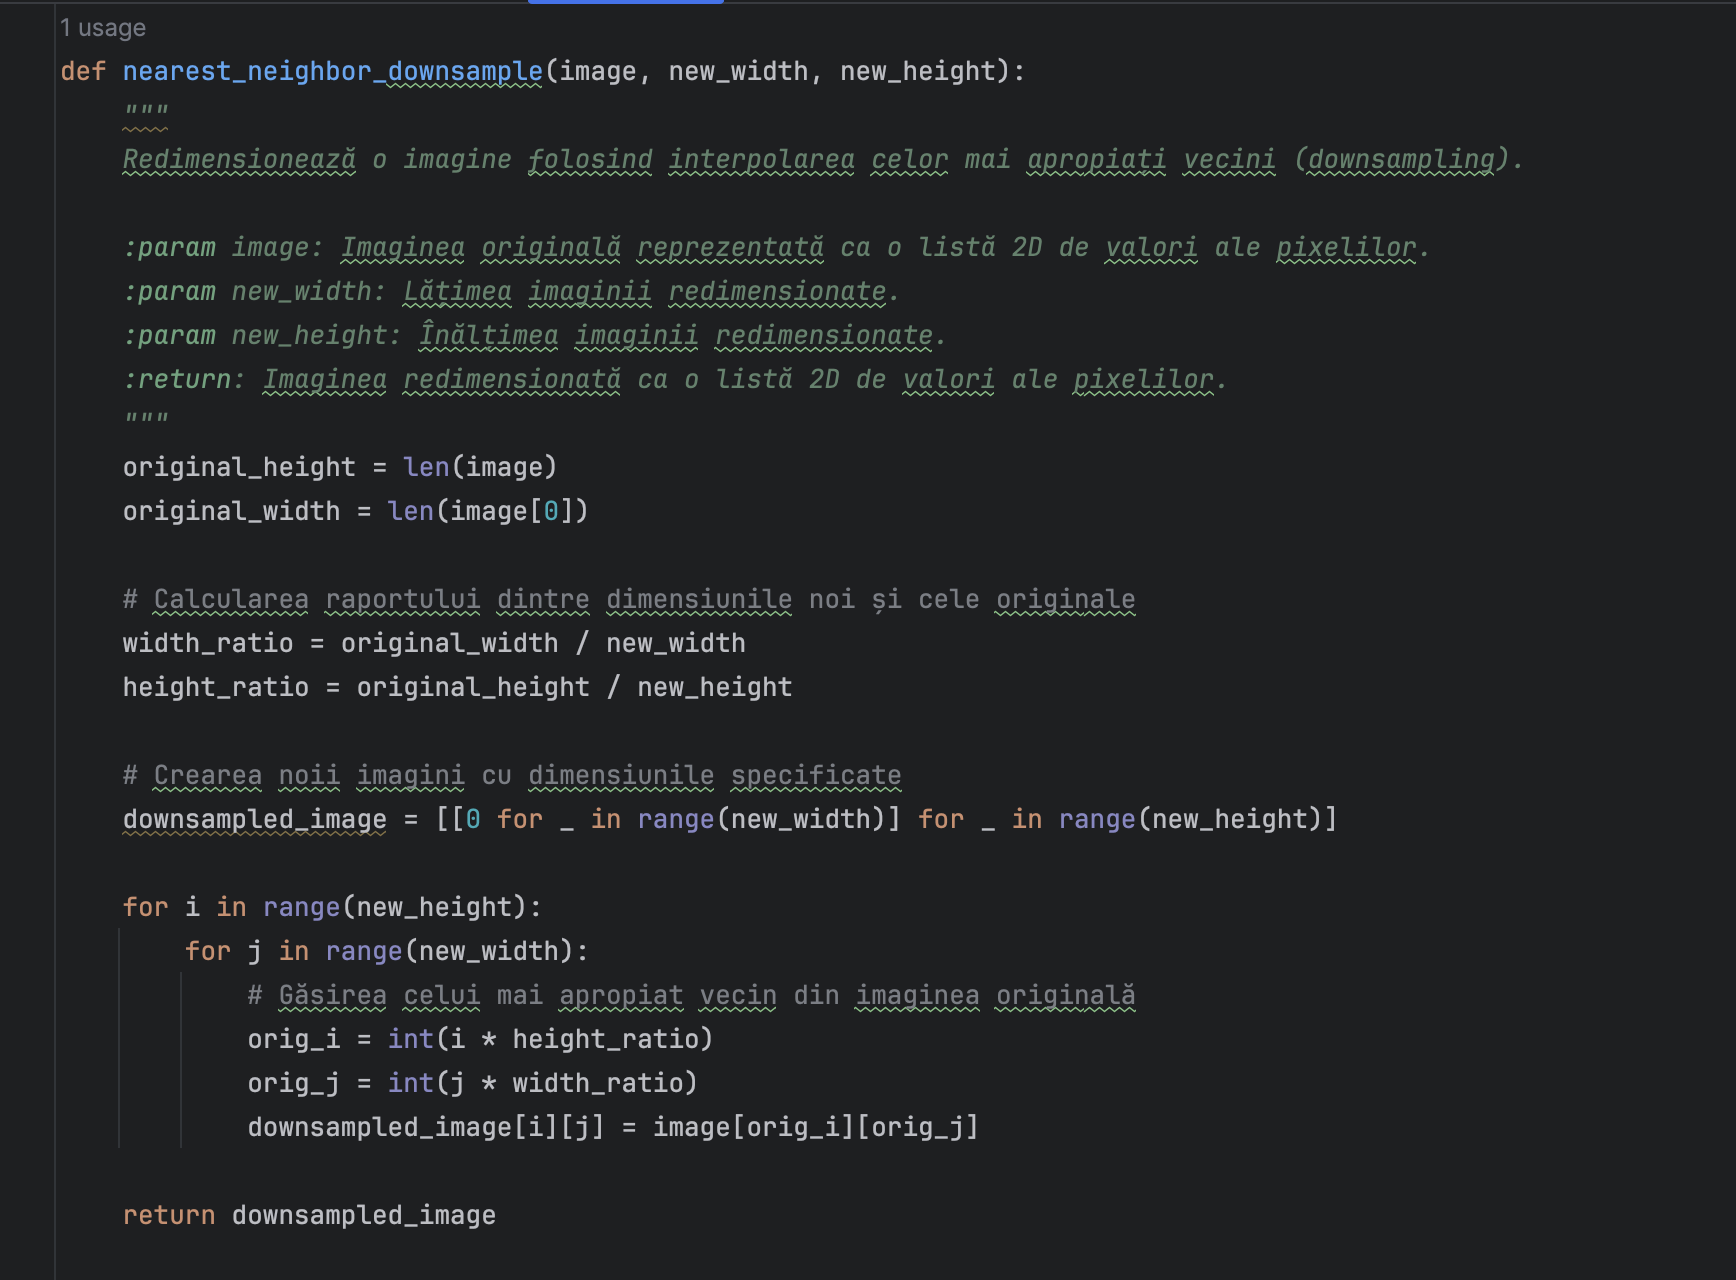 1 usage
def nearest_neighbor_downsample(image, new_width, new_height):
"""
Redimensionează o imagine folosind interpolarea celor mai apropiați vecini (downsampling).
:param image: Imaginea originală reprezentată ca o listă 2D de valori ale pixelilor.
:param new_width: Lățimea imaginii redimensionate.
:param new_height: Înălțimea imaginii redimensionate.
:return: Imaginea redimensionată ca o listă 2D de valori ale pixelilor.
"""
original_height = len(image)
original_width = len(image[0])
# Calcularea raportului dintre dimensiunile noi și cele originale
width_ratio = original_width / new_width
height_ratio = original_height / new_height
# Crearea noii imagini cu dimensiunile specificate
downsampled_image = [[0 for _ in range(new_width)] for _ in range(new_height)]
for i in range(new_height):
for j in range(new_width):
# Găsirea celui mai apropiat vecin din imaginea originală
orig_i = int(i * height_ratio)
orig_j = int(j * width_ratio)
downsampled_image[i][j] = image[orig_i][orig_j]
return downsampled_image